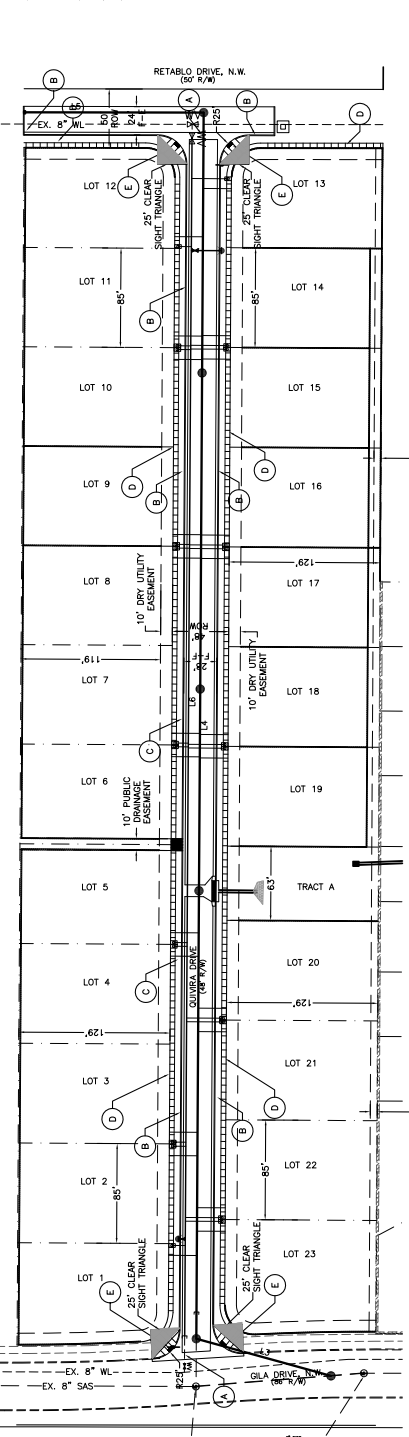 RETABLO DRIVE, N.W.
(50' R/W)
B
A
B
EX. 8" WL
50'
ROW
24'
F-F
R25'
D
LOT 12
E
25' CLEAR
SIGHT TRIANGLE
E
LOT 13
25' CLEAR
SIGHT TRIANGLE
LOT 11
85'
85'
LOT 14
B
LOT 10
LOT 15
LOT 9
D
B
B
D
LOT 16
LOT 8
10' DRY UTILITY
EASEMENT
129'
LOT 17
48'
ROW
119'
28'
F-F
LOT 7
L6
L4
10' DRY UTILITY
EASEMENT
LOT 18
C
LOT 6
10' PUBLIC
DRAINAGE
EASEMENT
LOT 19
LOT 5
63'
TRACT A
LOT 4
C
QUIVIRA DRIVE
(48' R/W)
LOT 20
129'
129'
LOT 3
D
B
B
D
LOT 21
LOT 2
85'
85'
LOT 22
LOT 1
E
25' CLEAR
SIGHT TRIANGLE
25' CLEAR
SIGHT TRIANGLE
E
LOT 23
R25'
L3
EX. 8" WL
EX. 8" SAS
A
GILA DRIVE, N.W.
(86' R/W)